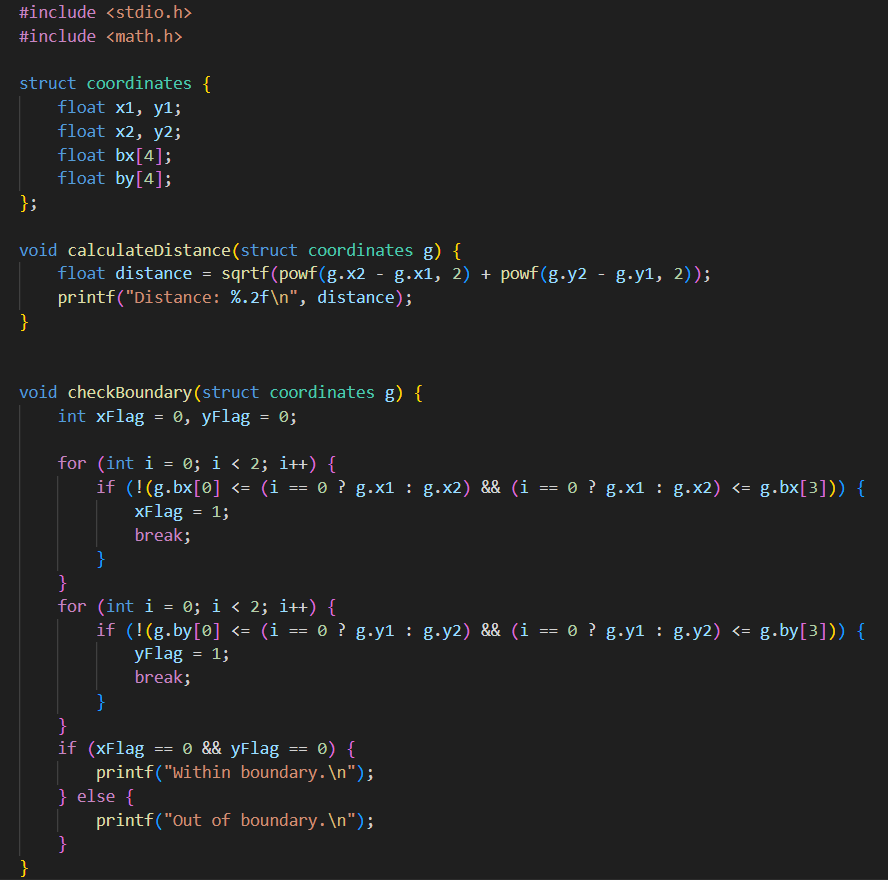 #include <stdio.h>
#include <math.h>

struct coordinates {
    float x1, y1;
    float x2, y2;
    float bx[4];
    float by[4];
};

void calculateDistance(struct coordinates g) {
    float distance = sqrtf(powf(g.x2 - g.x1, 2) + powf(g.y2 - g.y1, 2));
    printf("Distance: %.2f\n", distance);
}


void checkBoundary(struct coordinates g) {
    int xFlag = 0, yFlag = 0;

    for (int i = 0; i < 2; i++) {
        if (!(g.bx[0] <= (i == 0 ? g.x1 : g.x2) && (i == 0 ? g.x1 : g.x2) <= g.bx[3])) {
            xFlag = 1;
            break;
        }
    }
    for (int i = 0; i < 2; i++) {
        if (!(g.by[0] <= (i == 0 ? g.y1 : g.y2) && (i == 0 ? g.y1 : g.y2) <= g.by[3])) {
            yFlag = 1;
            break;
        }
    }
    if (xFlag == 0 && yFlag == 0) {
        printf("Within boundary.\n");
    } else {
        printf("Out of boundary.\n");
    }
}